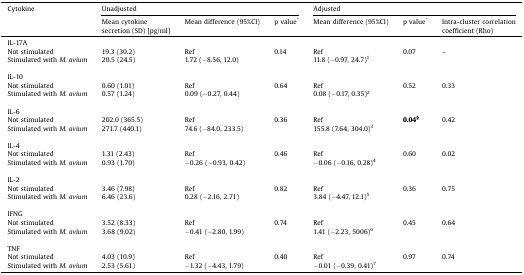 Cytokine Unadjusted Adjusted
Mean cytokine secretion (SD) [pg/ml] Mean difference (95%CI) p value* Mean difference (95%CI) p value* Intra-cluster correlation coefficient (Rho)
IL-17A
Not stimulated 19.3 (30.2) Ref 0.14 Ref 0.07 –
Stimulated with M. avium 20.5 (24.5) 1.72 (−8.56, 12.0) 11.8 (−0.97, 24.7)¹
IL-10
Not stimulated 0.60 (1.01) Ref 0.64 Ref 0.52 0.33
Stimulated with M. avium 0.57 (1.24) 0.09 (−0.27, 0.44) 0.08 (−0.17, 0.35)²
IL-6
Not stimulated 202.0 (365.5) Ref 0.36 Ref 0.04§ 0.42
Stimulated with M. avium 271.7 (440.1) 74.6 (−84.0, 233.5) 155.8 (7.64, 304.0)³
IL-4
Not stimulated 1.31 (2.43) Ref 0.46 Ref 0.60 0.02
Stimulated with M. avium 0.93 (1.70) −0.26 (−0.93, 0.42) −0.06 (−0.16, 0.28)⁴
IL-2
Not stimulated 3.46 (7.98) Ref 0.82 Ref 0.36 0.75
Stimulated with M. avium 6.46 (23.6) 0.28 (−2.16, 2.71) 3.84 (−4.47, 12.1)⁵
IFNG
Not stimulated 3.52 (8.33) Ref 0.74 Ref 0.45 0.64
Stimulated with M. avium 3.68 (9.02) −0.41 (−2.80, 1.99) 1.41 (−2.23, 5006)⁶
TNF
Not stimulated 4.03 (10.9) Ref 0.40 Ref 0.97 0.74
Stimulated with M. avium 2.53 (5.61) −1.32 (−4.43, 1.79) −0.01 (−0.39, 0.41)⁷